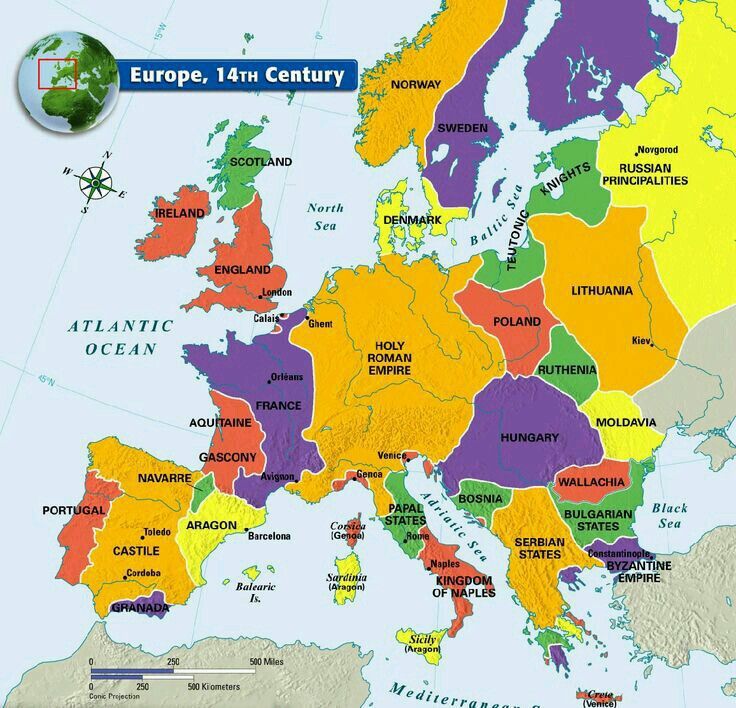 Europe, 14TH Century
15°W
0°
N
W
E
S
NORWAY
SWEDEN
Novgorod
RUSSIAN
PRINCIPALITIES
SCOTLAND
KNIGHTS
TEUTONIC
Baltic Sea
IRELAND
North
Sea
DENMARK
ENGLAND
London
Calais
Ghent
LITHUANIA
POLAND
Kiev
ATLANTIC
OCEAN
HOLY
ROMAN
EMPIRE
RUTHENIA
45°N
Orléans
FRANCE
AQUITAINE
GASCONY
MOLDAVIA
HUNGARY
Venice
Genoa
Avignon
NAVARRE
WALLACHIA
BOSNIA
PAPAL
STATES
Rome
Adriatic Sea
BULGARIAN
STATES
Black
Sea
PORTUGAL
ARAGON
Barcelona
Toledo
CASTILE
Cordoba
GRANADA
Corsica
(Genoa)
Sardinia
(Aragon)
Balearic
Is.
Naples
KINGDOM
OF NAPLES
SERBIAN
STATES
Constantinople
BYZANTINE
EMPIRE
Sicily
(Aragon)
0
250
500 Miles
0
250
500 Kilometers
Conic Projection
Mediterranean S
Crete
(Venice)